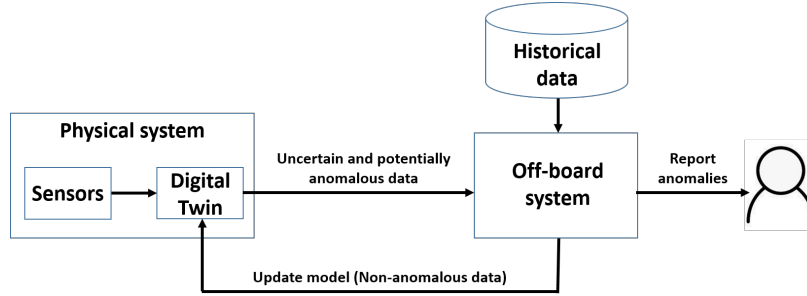 Historical
data
Physical system
Sensors
Digital
Twin
Uncertain and potentially
anomalous data
Off-board
system
Report
anomalies
Update model (Non-anomalous data)